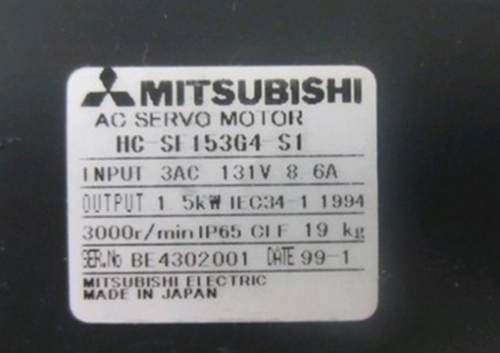 MITSUBISHI
AC SERVO MOTOR
HC-SF153G4-S1
INPUT 3AC 131V 8.6A
OUTPUT 1.5kW IEC34-1 1994
3000r/min IP65 Cl.F 19 kg
SER.No BE4302001 DATE 99-1
MITSUBISHI ELECTRIC
MADE IN JAPAN